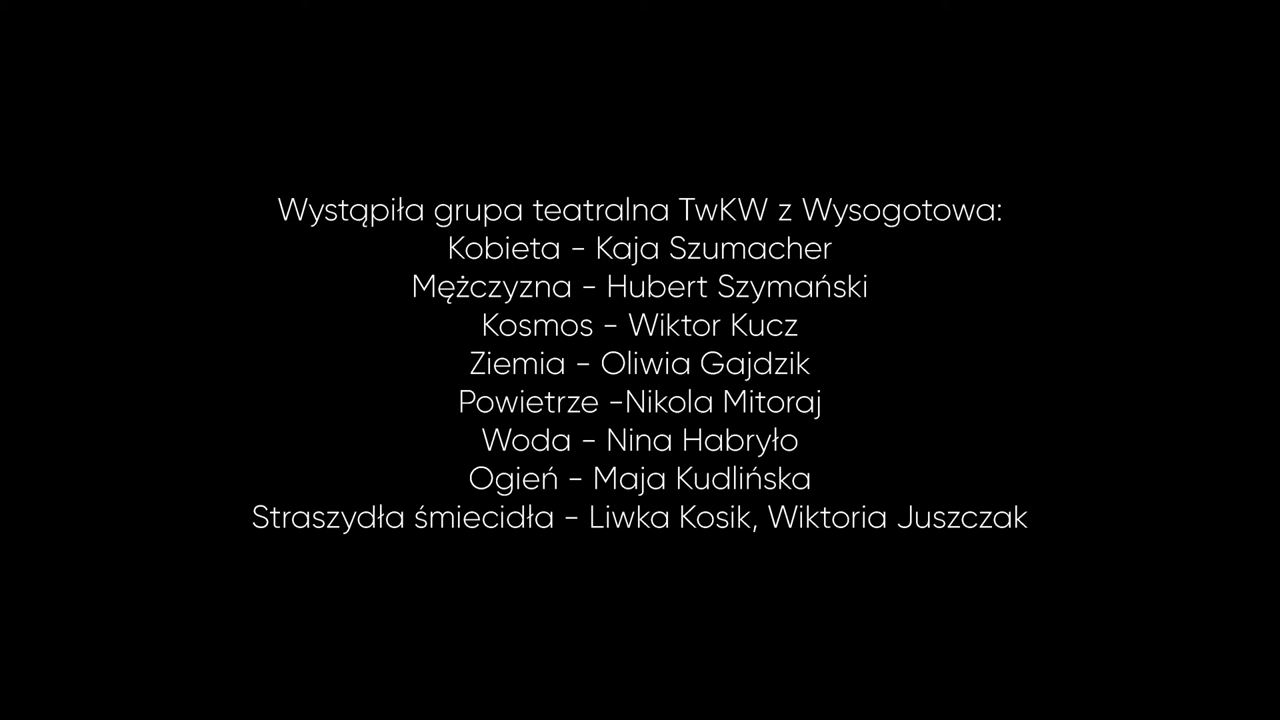 Wystąpiła grupa teatralna TwKW z Wysogotowa:
Kobieta - Kaja Szumacher
Mężczyzna - Hubert Szymański
Kosmos - Wiktor Kucz
Ziemia - Oliwia Gajdzik
Powietrze -Nikola Mitoraj
Woda - Nina Habryło
Ogień - Maja Kudlińska
Straszydła śmiecidła - Liwka Kosik, Wiktoria Juszczak